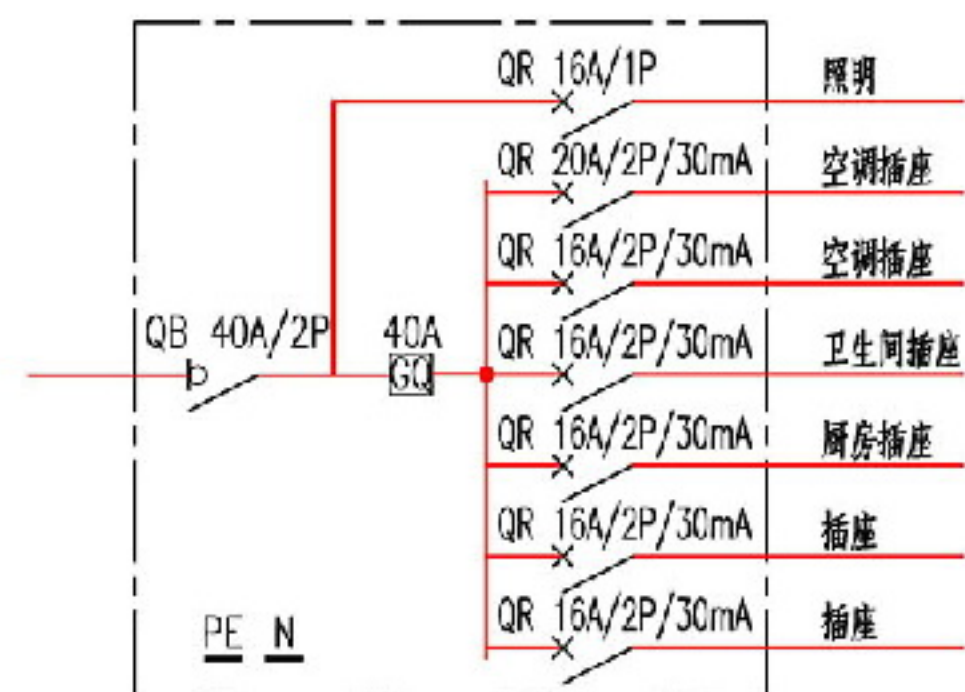 QR 16A/1P 照明
QR 20A/2P/30mA 空调插座
QR 16A/2P/30mA 空调插座
QB 40A/2P 40A QR 16A/2P/30mA 卫生间插座
GQ
QR 16A/2P/30mA 厨房插座
QR 16A/2P/30mA 插座
QR 16A/2P/30mA 插座
PE N